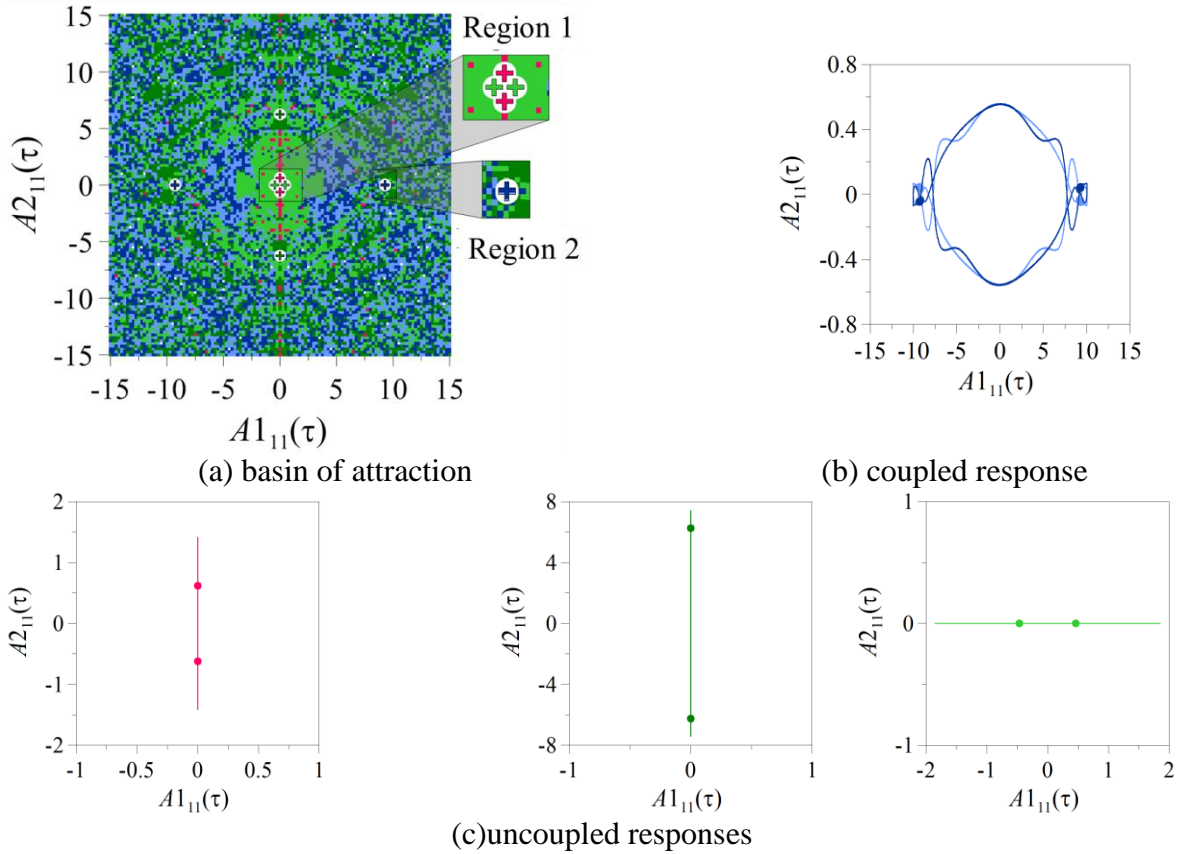 15
10
5
0
-5
-10
-15
A2₁₁(τ)
-15 -10 -5 0 5 10 15
A1₁₁(τ)
Region 1
Region 2
(a) basin of attraction
0.8
0.4
0
-0.4
-0.8
A2₁₁(τ)
-15 -10 -5 0 5 10 15
A1₁₁(τ)
(b) coupled response
2
1
0
-1
-2
A2₁₁(τ)
-1 -0.5 0 0.5 1
A1₁₁(τ)
8
4
0
-4
-8
A2₁₁(τ)
-1 0 1
A1₁₁(τ)
1
0
-1
A2₁₁(τ)
-2 -1 0 1 2
A1₁₁(τ)
(c)uncoupled responses